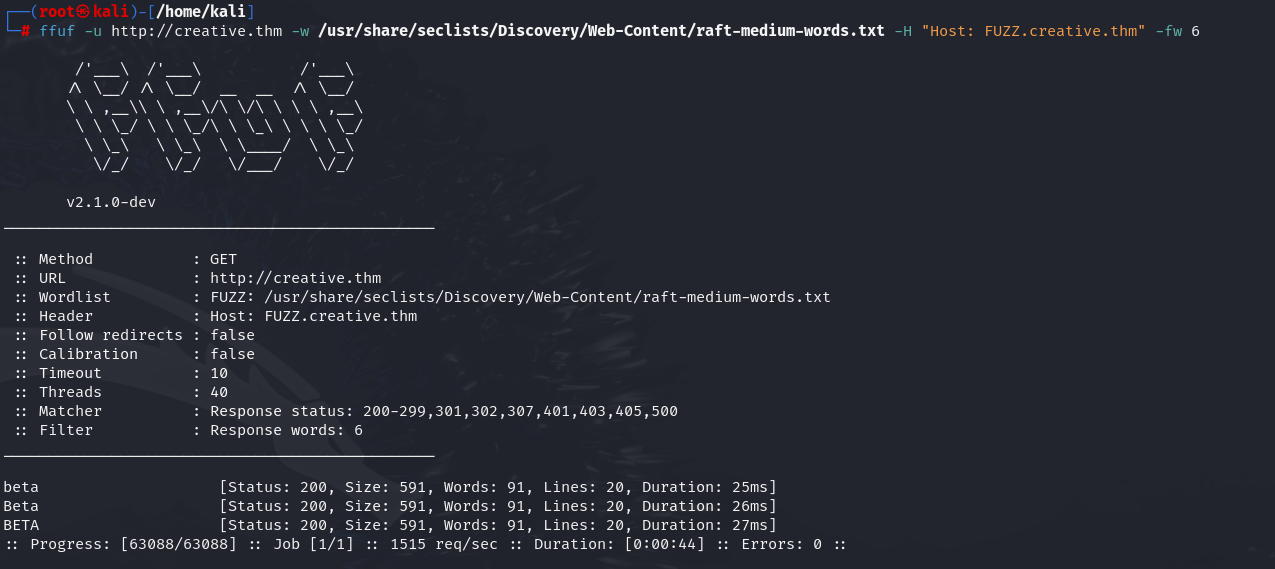 ┌──(root㉿kali)-[/home/kali]
└─# ffuf -u http://creative.thm -w /usr/share/seclists/Discovery/Web-Content/raft-medium-words.txt -H "Host: FUZZ.creative.thm" -fw 6

        /'___\  /'___\           /'___\
       /\ \__/ /\ \__/  __  __  /\ \__/
       \ \ ,__\\ \ ,__\/\ \/\ \ \ \ ,__\
        \ \ \_/ \ \ \_/\ \ \_\ \ \ \ \_/
         \ \_\   \ \_\  \ \____/  \ \_\
          \/_/    \/_/   \/___/    \/_/

       v2.1.0-dev
________________________________________________

 :: Method           : GET
 :: URL              : http://creative.thm
 :: Wordlist         : FUZZ: /usr/share/seclists/Discovery/Web-Content/raft-medium-words.txt
 :: Header           : Host: FUZZ.creative.thm
 :: Follow redirects : false
 :: Calibration      : false
 :: Timeout          : 10
 :: Threads          : 40
 :: Matcher          : Response status: 200-299,301,302,307,401,403,405,500
 :: Filter           : Response words: 6
________________________________________________

beta                    [Status: 200, Size: 591, Words: 91, Lines: 20, Duration: 25ms]
Beta                    [Status: 200, Size: 591, Words: 91, Lines: 20, Duration: 26ms]
BETA                    [Status: 200, Size: 591, Words: 91, Lines: 20, Duration: 27ms]
:: Progress: [63088/63088] :: Job [1/1] :: 1515 req/sec :: Duration: [0:00:44] :: Errors: 0 ::